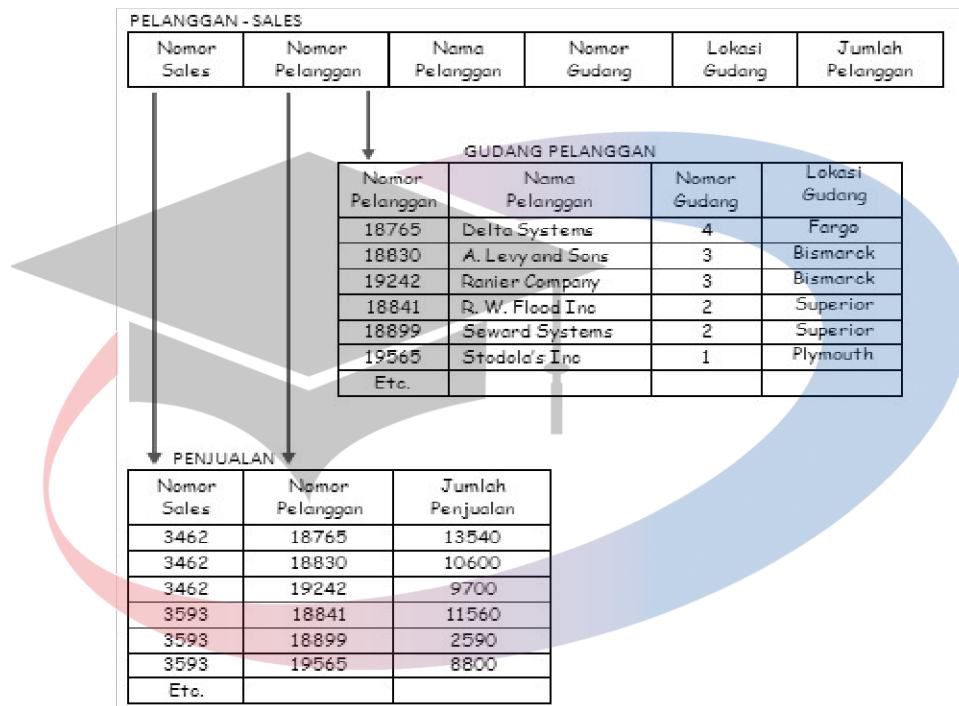 PELANGGAN - SALES
Nomor Sales Nomor Pelanggan Nama Pelanggan Nomor Gudang Lokasi Gudang Jumlah Pelanggan
GUDANG PELANGGAN
Nomor Pelanggan Nama Pelanggan Nomor Gudang Lokasi Gudang
18765 Delta Systems 4 Fargo
18830 A. Levy and Sons 3 Bismarck
19242 Ranier Company 3 Bismarck
18841 R. W. Flood Inc 2 Superior
18899 Seward Systems 2 Superior
19565 Stodola's Inc 1 Plymouth
Etc.
PENJUALAN
Nomor Sales Nomor Pelanggan Jumlah Penjualan
3462 18765 13540
3462 18830 10600
3462 19242 9700
3593 18841 11560
3593 18899 2590
3593 19565 8800
Etc.